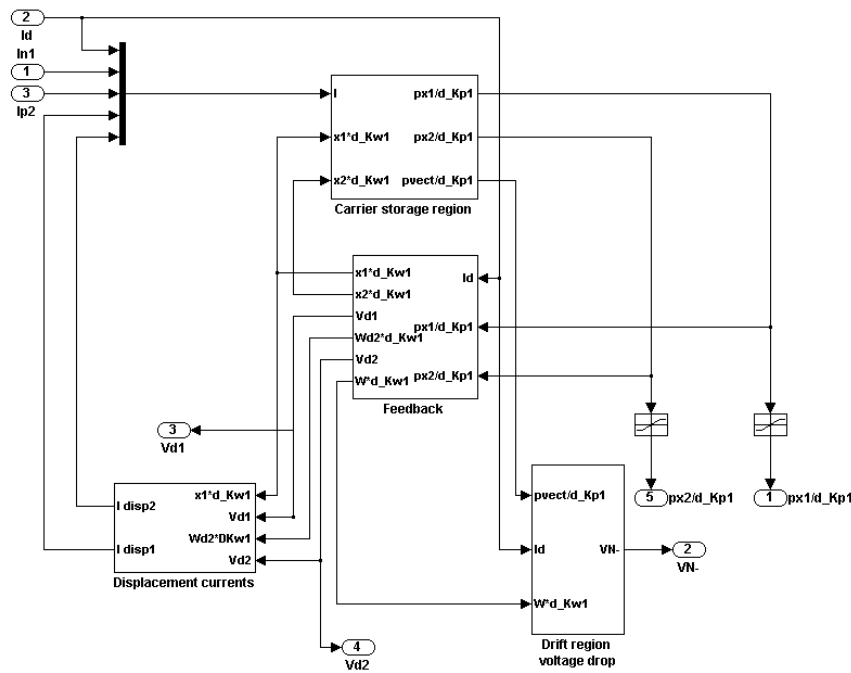 2
Id
In1
1
3
Ip2
I
px1/d_Kp1
x1*d_Kw1
px2/d_Kp1
x2*d_Kw1
pvect/d_Kp1
Carrier storage region
x1*d_Kw1
Id
x2*d_Kw1
Vd1
px1/d_Kp1
Wd2*d_Kw1
Vd2
px2/d_Kp1
W*d_Kw1
Feedback
3
Vd1
5
px2/d_Kp1
1
px1/d_Kp1
x1*d_Kw1
I disp2
Vd1
Wd2*DKw1
I disp1
Vd2
Displacement currents
pvect/d_Kp1
Id
VN-
W*d_Kw1
2
VN-
Drift region
voltage drop
4
Vd2